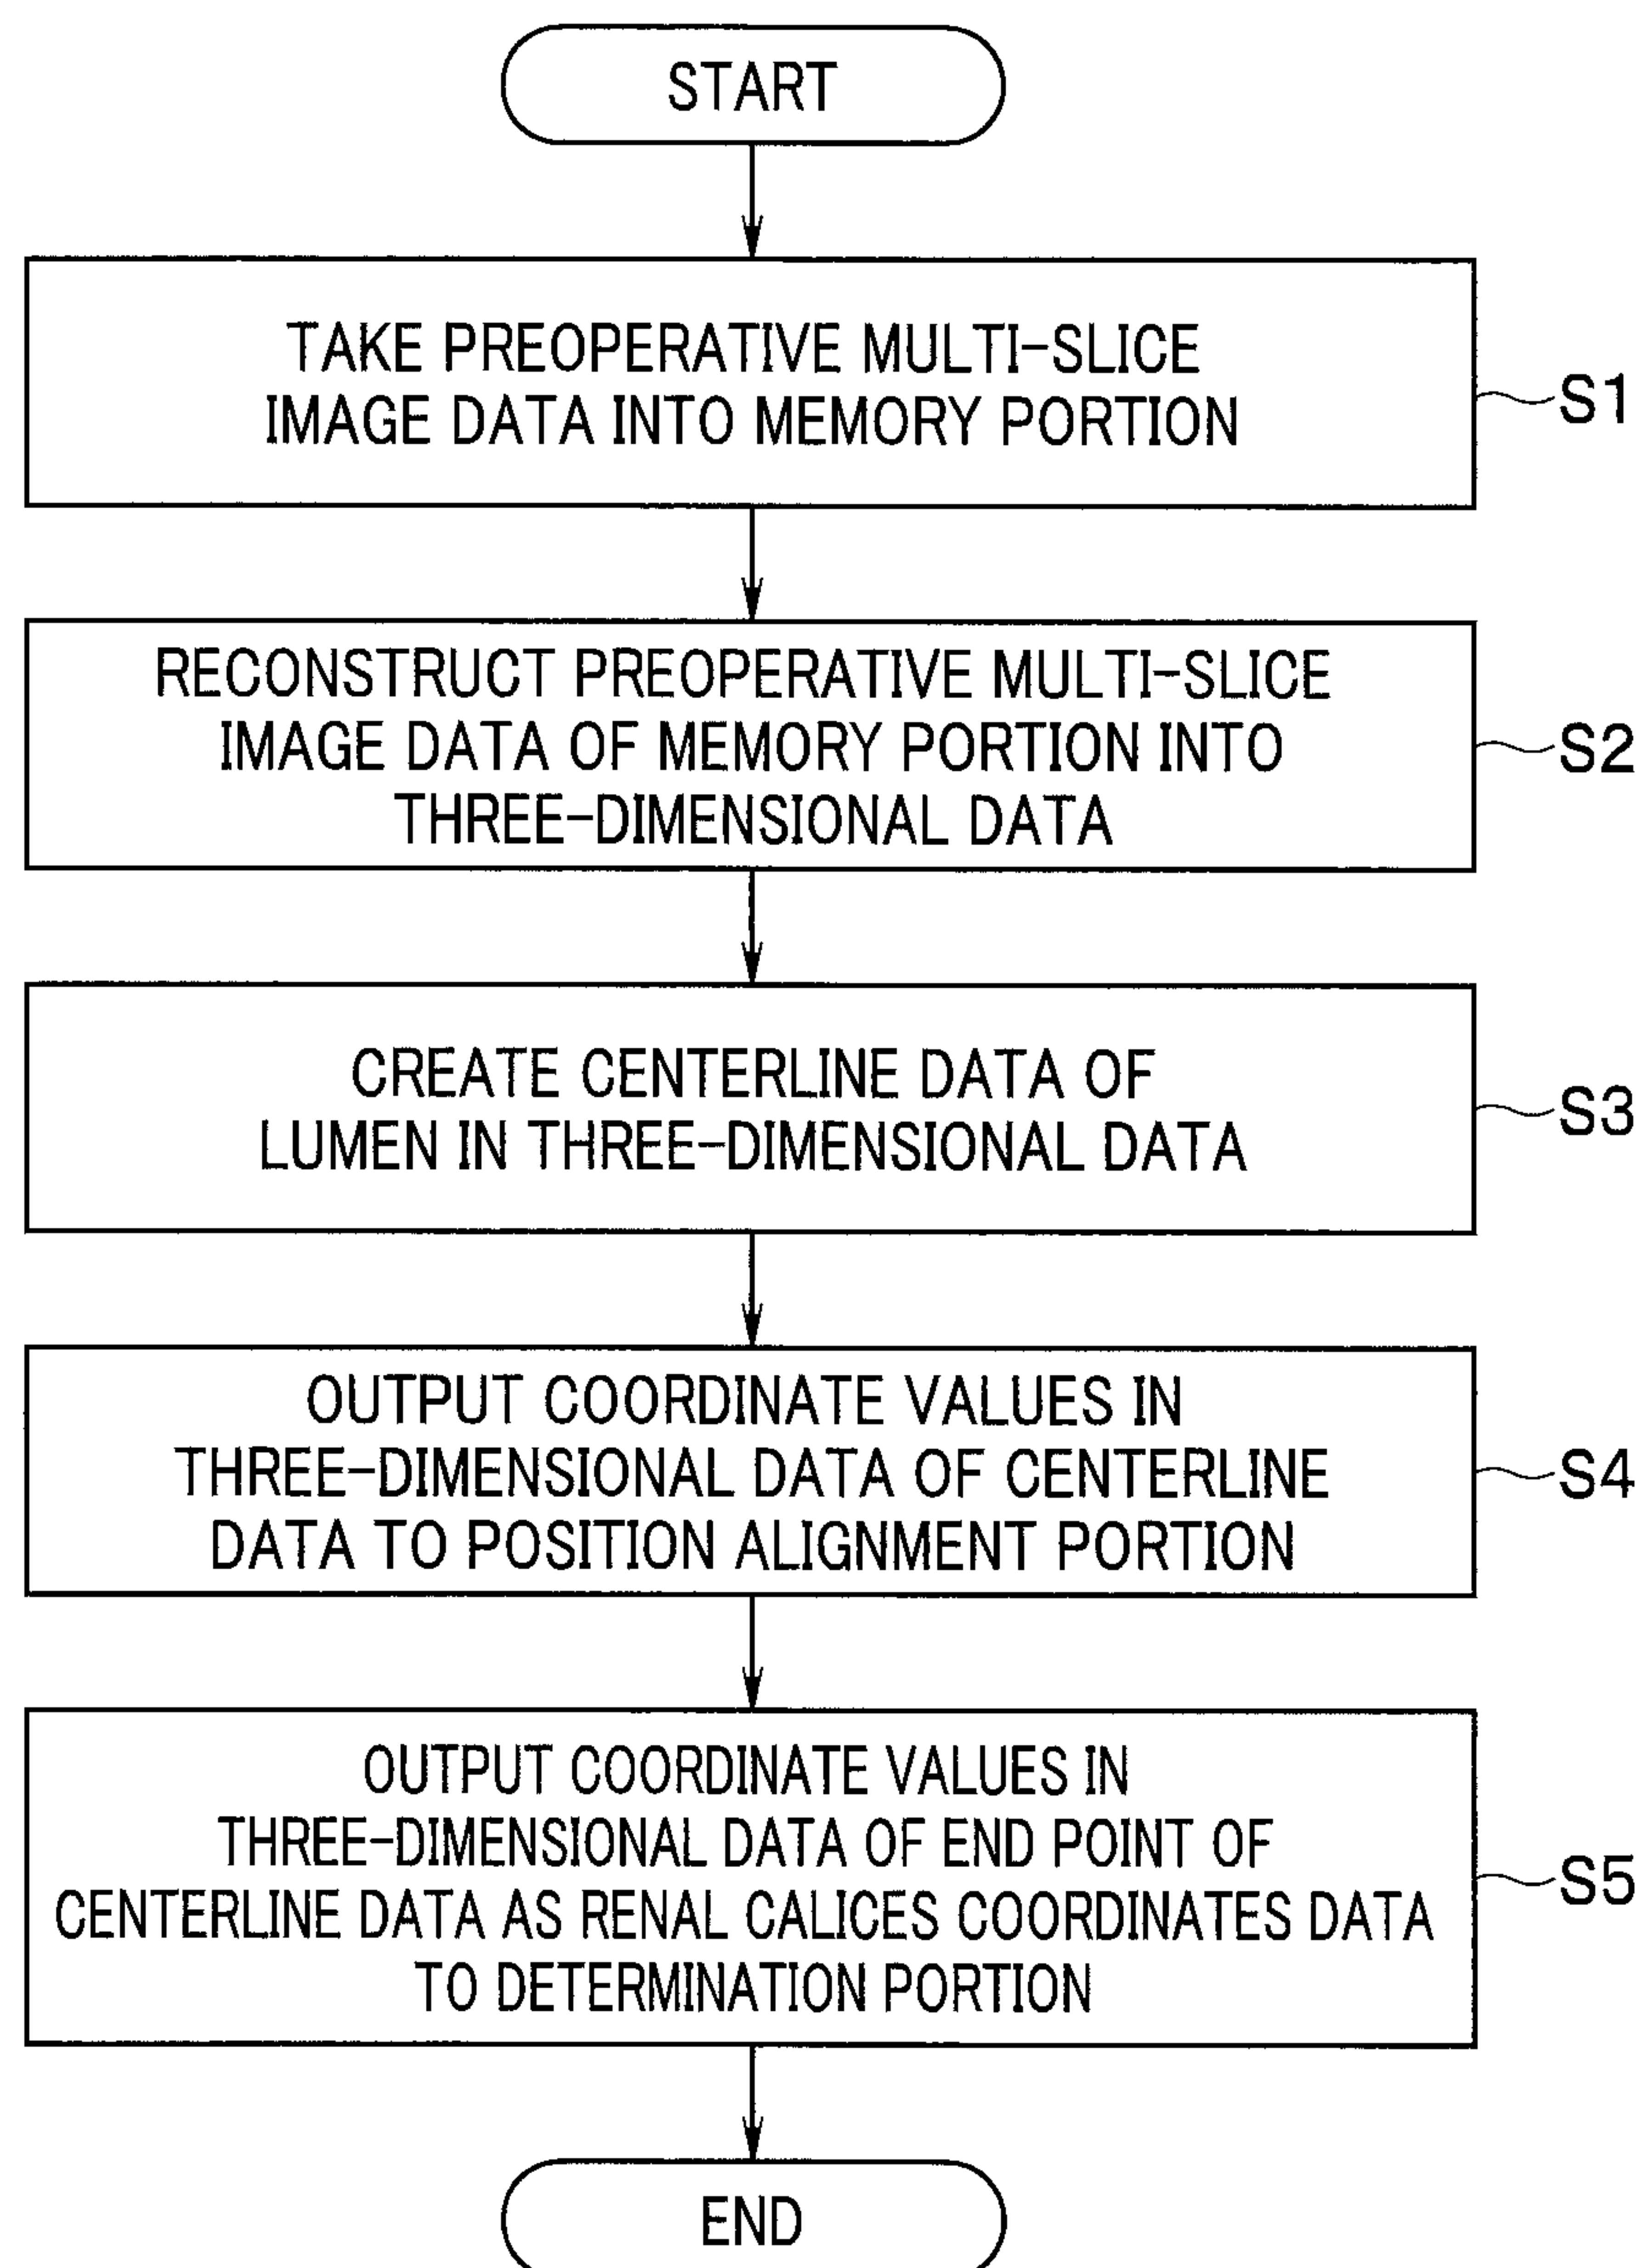 START
TAKE PREOPERATIVE MULTI-SLICE
IMAGE DATA INTO MEMORY PORTION
S1
RECONSTRUCT PREOPERATIVE MULTI-SLICE
IMAGE DATA OF MEMORY PORTION INTO
THREE-DIMENSIONAL DATA
S2
CREATE CENTERLINE DATA OF
LUMEN IN THREE-DIMENSIONAL DATA
S3
OUTPUT COORDINATE VALUES IN
THREE-DIMENSIONAL DATA OF CENTERLINE
DATA TO POSITION ALIGNMENT PORTION
S4
OUTPUT COORDINATE VALUES IN
THREE-DIMENSIONAL DATA OF END POINT OF
CENTERLINE DATA AS RENAL CALICES COORDINATES DATA
TO DETERMINATION PORTION
S5
END